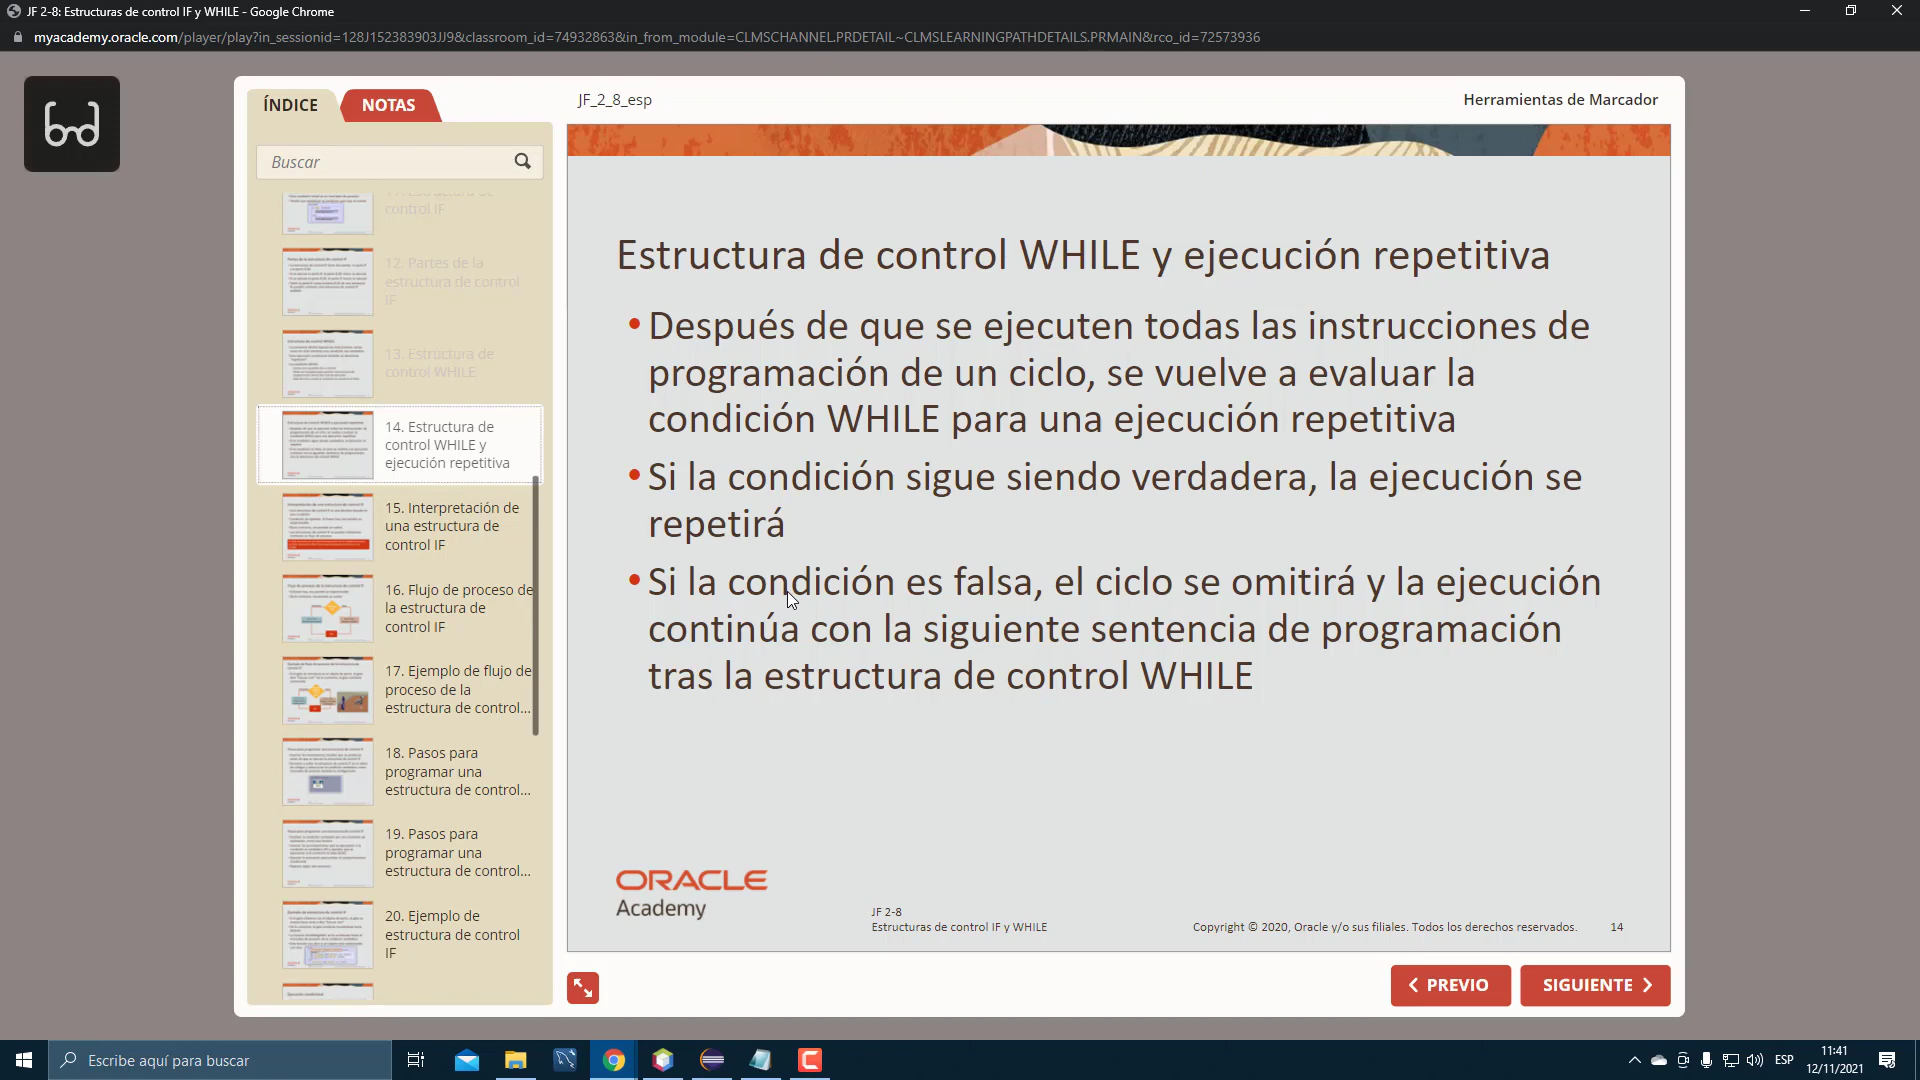 JF 2-8: Estructuras de control IF y WHILE - Google Chrome
myacademy.oracle.com/player/play?in_sessionid=128J152383903JJ9&classroom_id=74932863&in_from_module=CLMSCHANNEL.PRDETAIL~CLMSLEARNINGPATHDETAILS.PRMAIN&rco_id=72573936
ÍNDICE
NOTAS
Buscar
control IF
12. Partes de la
estructura de control
IF
13. Estructura de
control WHILE
14. Estructura de
control WHILE y
ejecución repetitiva
15. Interpretación de
una estructura de
control IF
16. Flujo de proceso de
la estructura de
control IF
17. Ejemplo de flujo de
proceso de la
estructura de control...
18. Pasos para
programar una
estructura de control...
19. Pasos para
programar una
estructura de control...
20. Ejemplo de
estructura de control
IF
JF_2_8_esp
Herramientas de Marcador
Estructura de control WHILE y ejecución repetitiva
• Después de que se ejecuten todas las instrucciones de
programación de un ciclo, se vuelve a evaluar la
condición WHILE para una ejecución repetitiva
• Si la condición sigue siendo verdadera, la ejecución se
repetirá
• Si la condición es falsa, el ciclo se omitirá y la ejecución
continúa con la siguiente sentencia de programación
tras la estructura de control WHILE
ORACLE
Academy
JF 2-8
Estructuras de control IF y WHILE
Copyright © 2020, Oracle y/o sus filiales. Todos los derechos reservados.
14
PREVIO
SIGUIENTE
Escribe aquí para buscar
ESP
11:41
12/11/2021